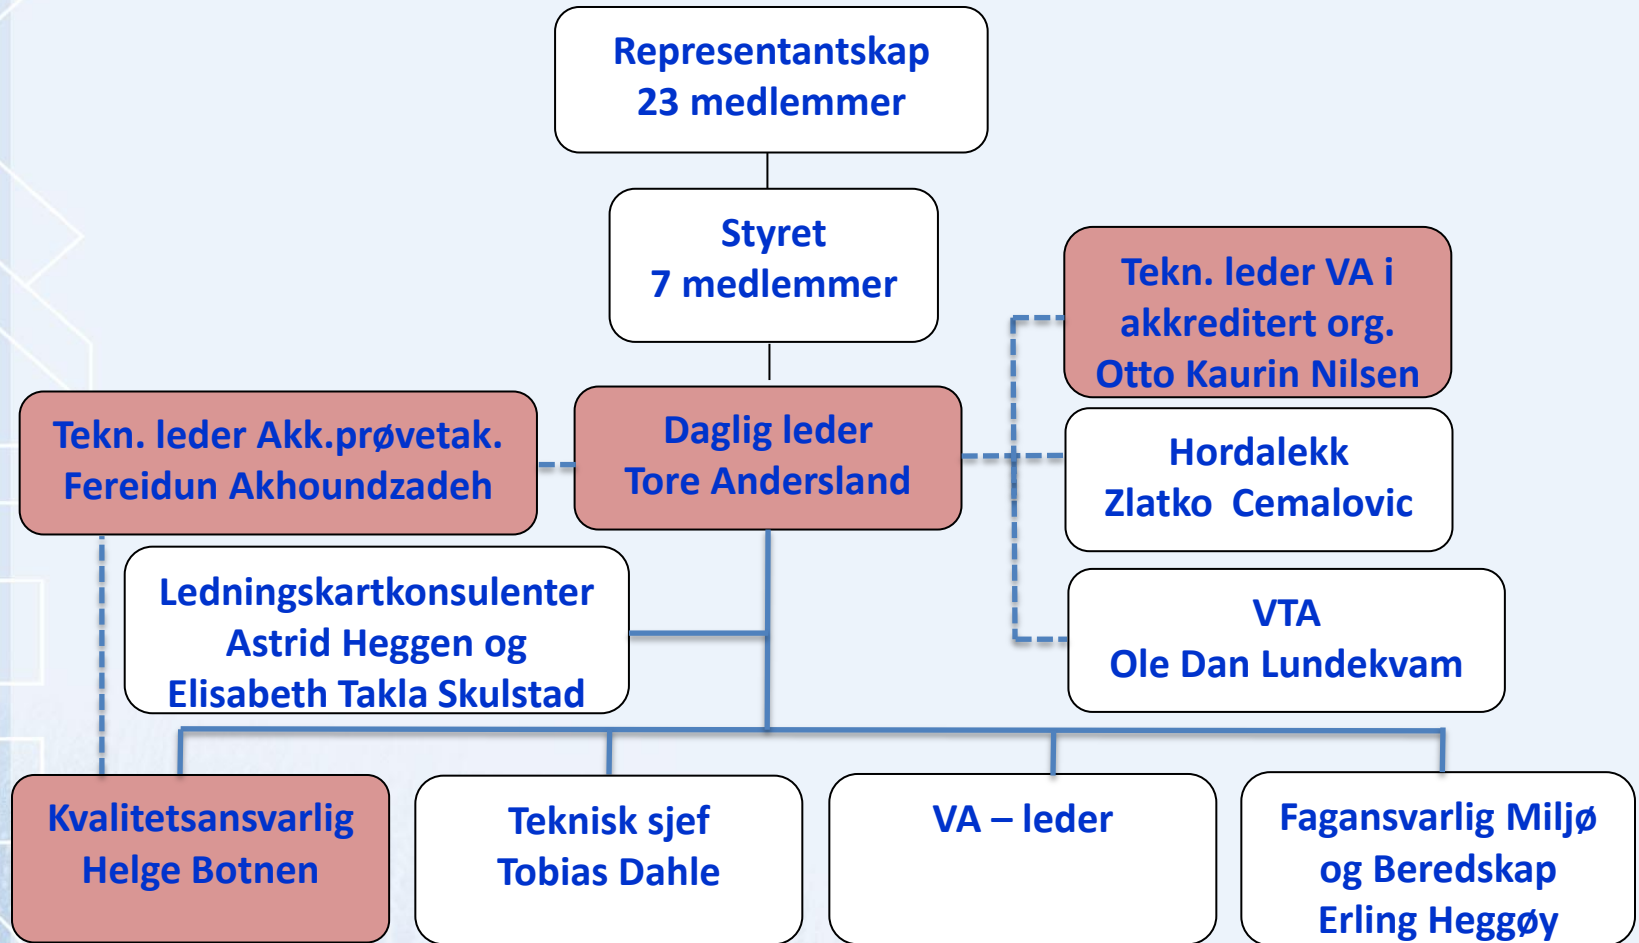 Representantskap
23 medlemmer
Styret
7 medlemmer
Tekn. leder VA i
akkreditert org.
Otto Kaurin Nilsen
Tekn. leder Akk.prøvetak.
Fereidun Akhoundzadeh
Daglig leder
Tore Andersland
Hordalekk
Zlatko Cemalovic
Ledningskartkonsulenter
Astrid Heggen og
Elisabeth Takla Skulstad
VTA
Ole Dan Lundekvam
Kvalitetsansvarlig
Helge Botnen
Teknisk sjef
Tobias Dahle
VA – leder
Fagansvarlig Miljø
og Beredskap
Erling Heggøy